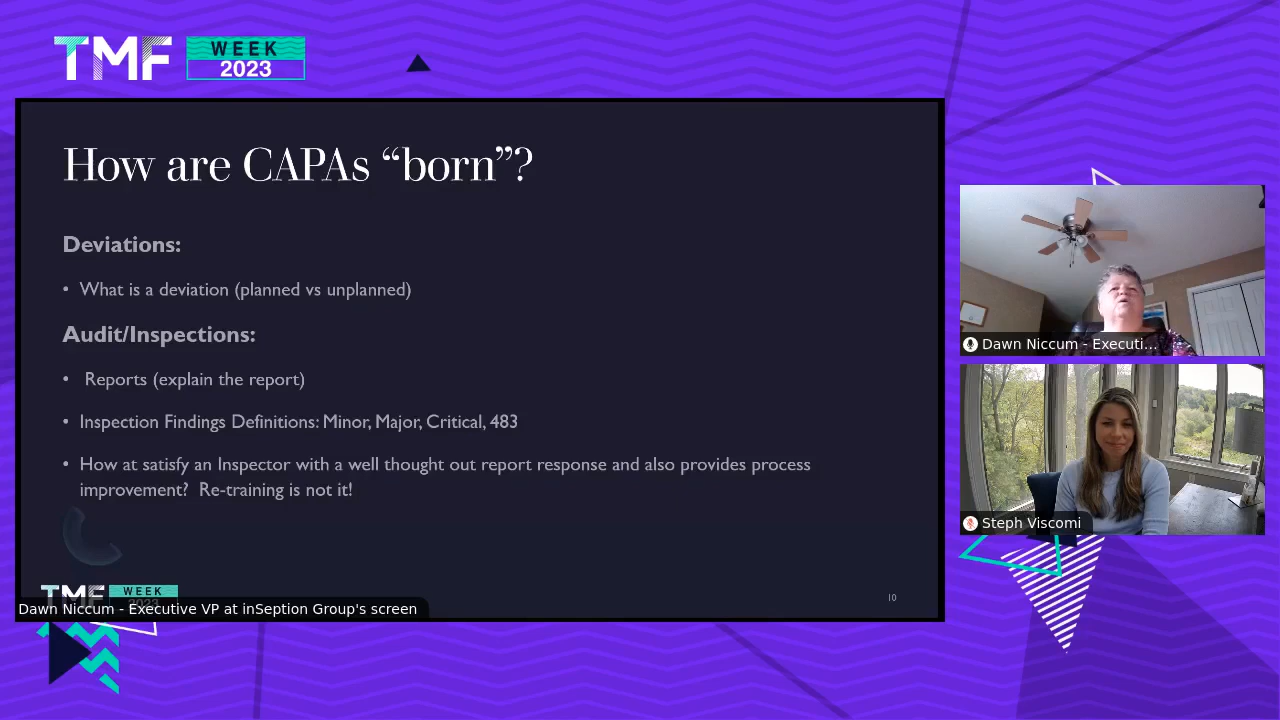 TMF WEEK
2023
How are CAPAs “born”?
Deviations:
• What is a deviation (planned vs unplanned)
Audit/Inspections:
• Reports (explain the report)
• Inspection Findings Definitions: Minor, Major, Critical, 483
• How at satisfy an Inspector with a well thought out report response and also provides process
improvement? Re-training is not it!
TMF WEEK
2023
10
Dawn Niccum - Executive VP at inSeption Group's screen
Dawn Niccum - Executi...
Steph Viscomi